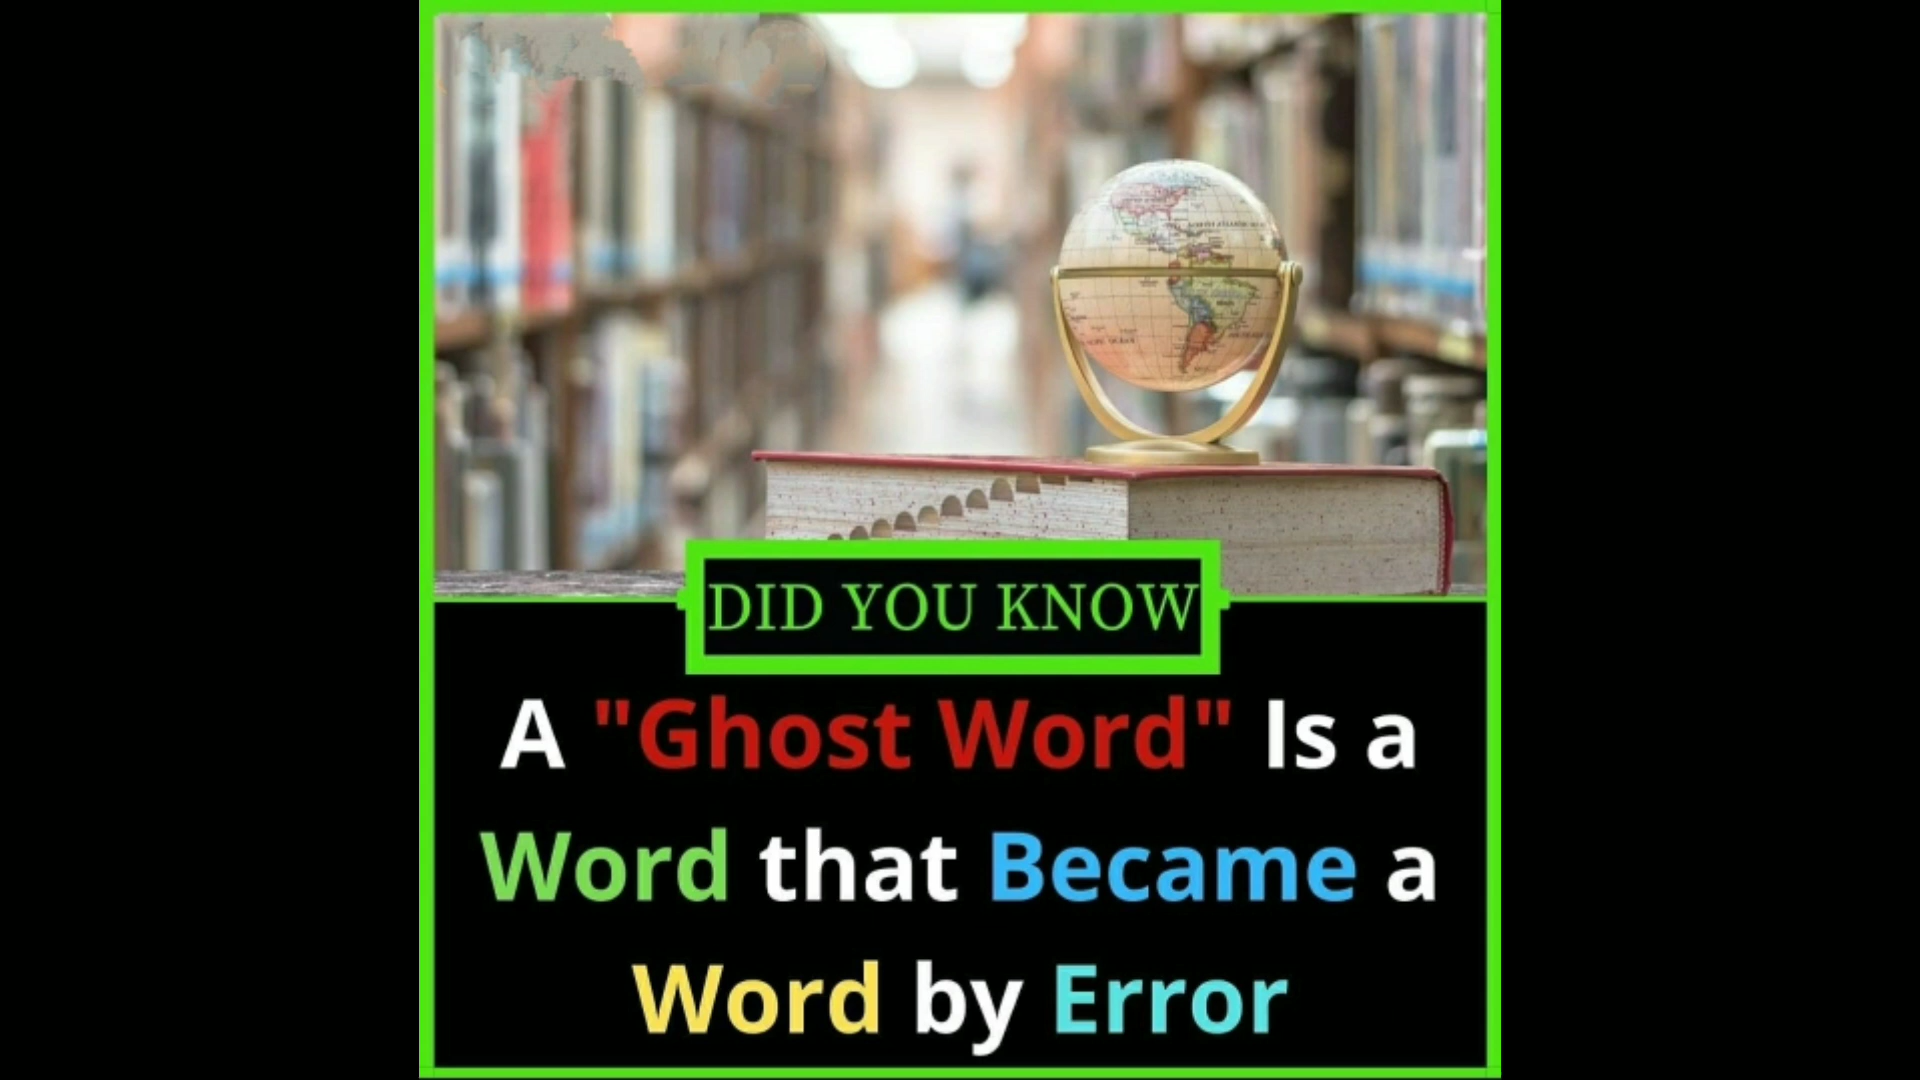 DID YOU KNOW
A "Ghost Word" Is a
Word that Became a
Word by Error